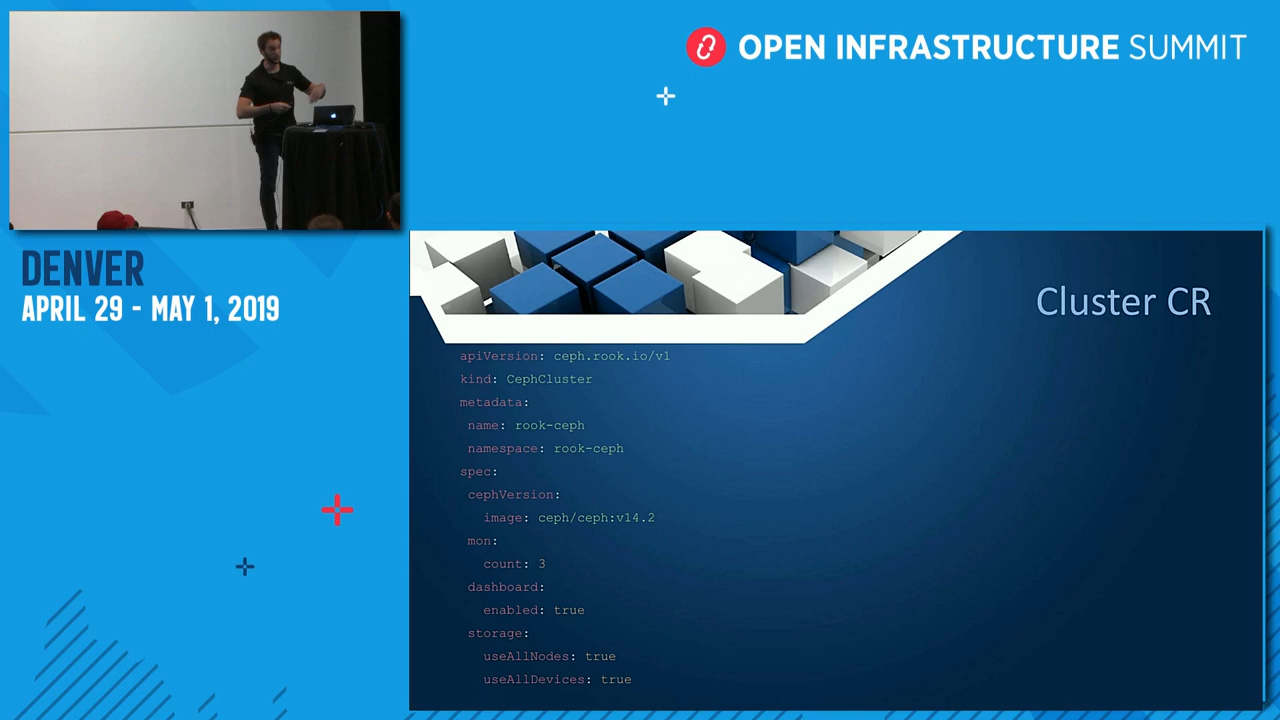 OPEN INFRASTRUCTURE SUMMIT
DENVER
APRIL 29 - MAY 1, 2019
Cluster CR
apiVersion: ceph.rook.io/v1
kind: CephCluster
metadata:
name: rook-ceph
namespace: rook-ceph
spec:
cephVersion:
image: ceph/ceph:v14.2
mon:
count: 3
dashboard:
enabled: true
storage:
useAllNodes: true
useAllDevices: true